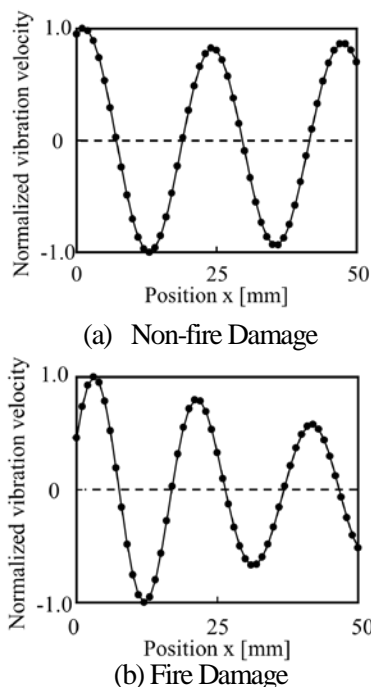 Normalized vibration velocity
1.0
0
-1.0
0
25
50
Position x [mm]
(a) Non-fire Damage
Normalized vibration velocity
1.0
0
-1.0
0
25
50
Position x [mm]
(b) Fire Damage